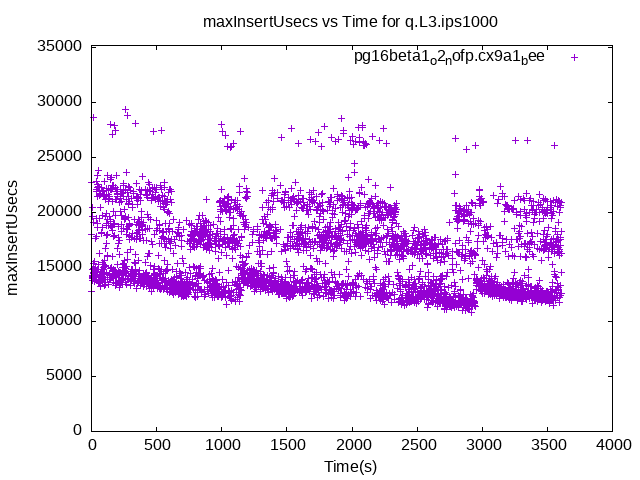 maxInsertUsecs vs Time for q.L3.ips1000
pg16beta1o2nofp.cx9a1bee
35000
30000
25000
20000
15000
10000
5000
0
maxInsertUsecs
0 500 1000 1500 2000 2500 3000 3500 4000
Time(s)